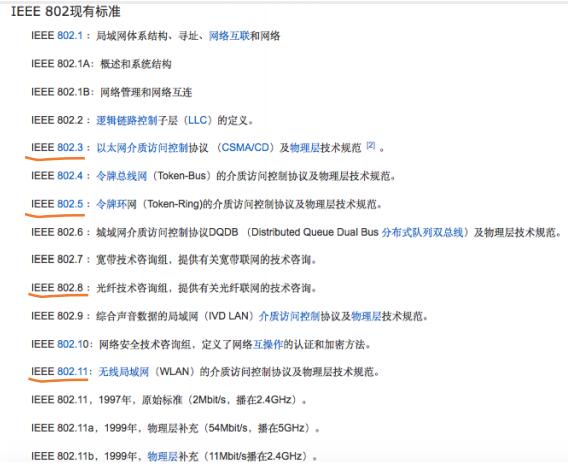 IEEE 802现有标准
IEEE 802.1 ：局域网体系结构、寻址、网络互联和网络
IEEE 802.1A：概述和系统结构
IEEE 802.1B：网络管理和网络互连
IEEE 802.2 ：逻辑链路控制子层（LLC）的定义。
IEEE 802.3 ：以太网介质访问控制协议 （CSMA/CD）及物理层技术规范 [2] 。
IEEE 802.4 ：令牌总线网（Token-Bus）的介质访问控制协议及物理层技术规范。
IEEE 802.5 ：令牌环网（Token-Ring)的介质访问控制协议及物理层技术规范。
IEEE 802.6 ：城域网介质访问控制协议DQDB （Distributed Queue Dual Bus 分布式队列双总线）及物理层技术规范。
IEEE 802.7 ：宽带技术咨询组，提供有关宽带联网的技术咨询。
IEEE 802.8 ：光纤技术咨询组，提供有关光纤联网的技术咨询。
IEEE 802.9 ：综合声音数据的局域网（IVD LAN）介质访问控制协议及物理层技术规范。
IEEE 802.10：网络安全技术咨询组，定义了网络互操作的认证和加密方法。
IEEE 802.11：无线局域网（WLAN）的介质访问控制协议及物理层技术规范。
IEEE 802.11，1997年，原始标准（2Mbit/s，播在2.4GHz）。
IEEE 802.11a，1999年，物理层补充（54Mbit/s，播在5GHz）。
IEEE 802.11b，1999年，物理层补充（11Mbit/s播在2.4GHz）。